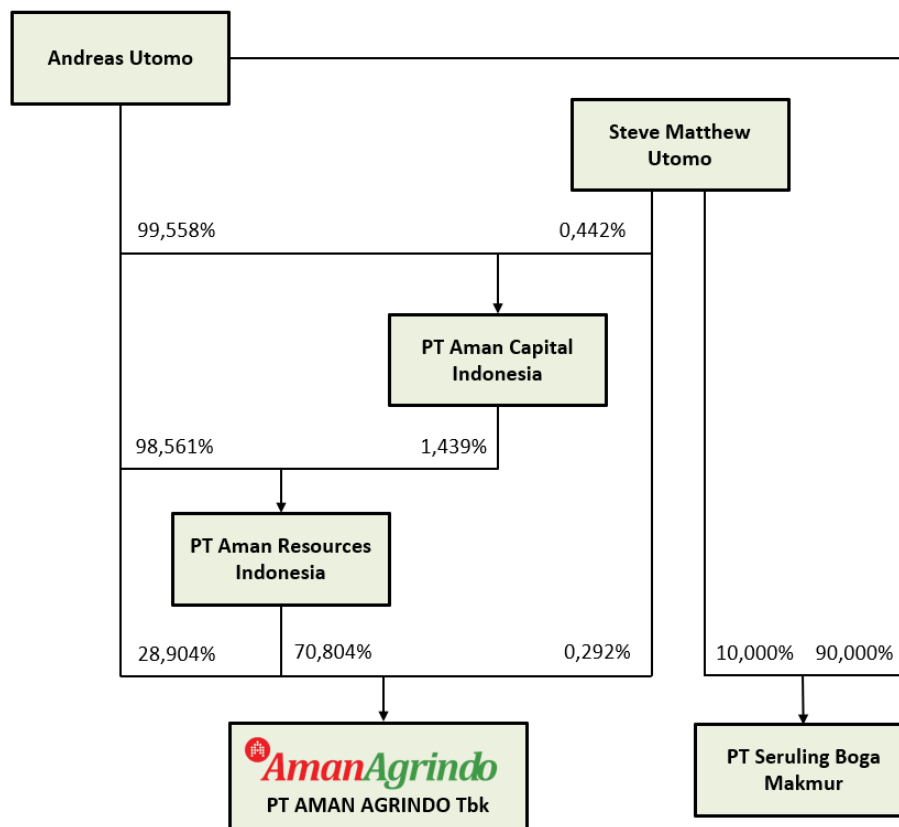 Andreas Utomo
Steve Matthew
Utomo
99,558%
0,442%
PT Aman Capital
Indonesia
98,561%
1,439%
PT Aman Resources
Indonesia
28,904%
70,804%
0,292%
10,000%
90,000%
AmanAgrindo
PT AMAN AGRINDO Tbk
PT Seruling Boga
Makmur